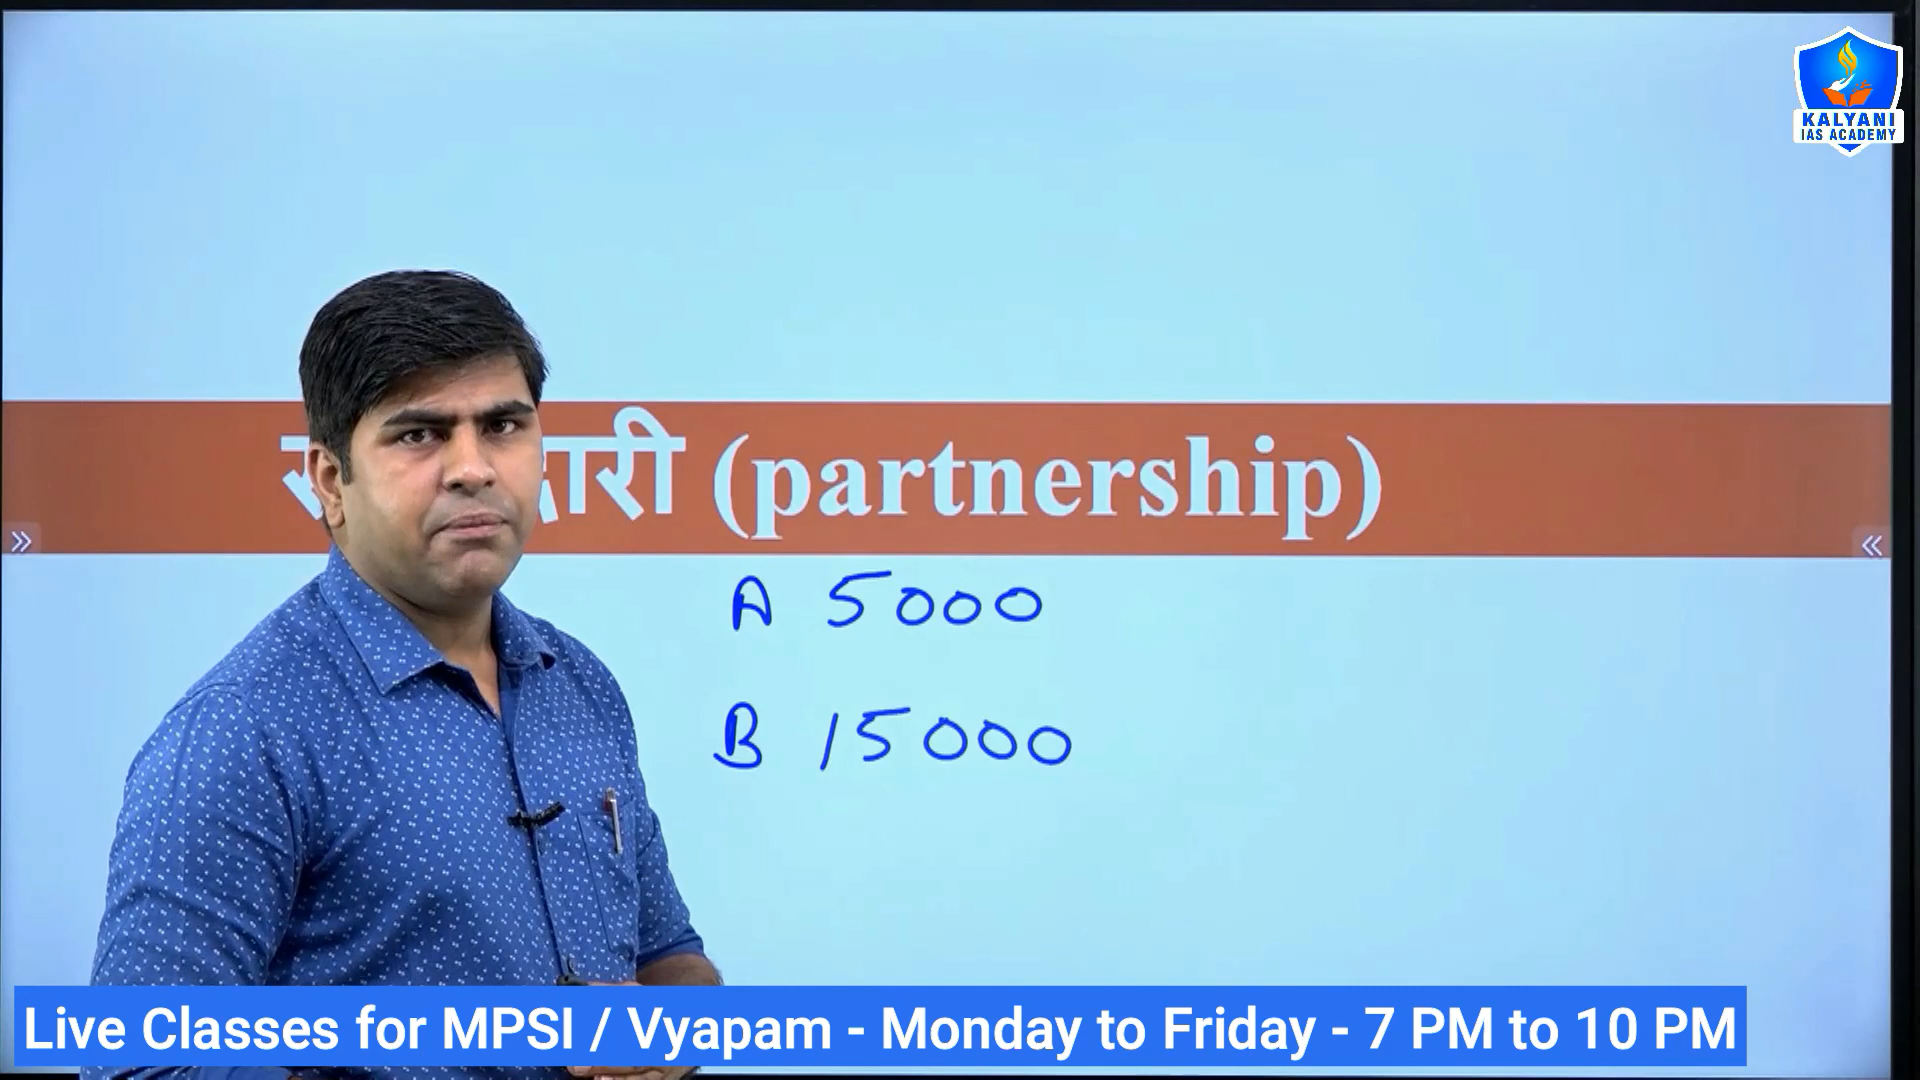 KALYANI
IAS ACADEMY
(partnership)
A 5000
B 15000
Live Classes for MPSI / Vyapam - Monday to Friday - 7 PM to 10 PM